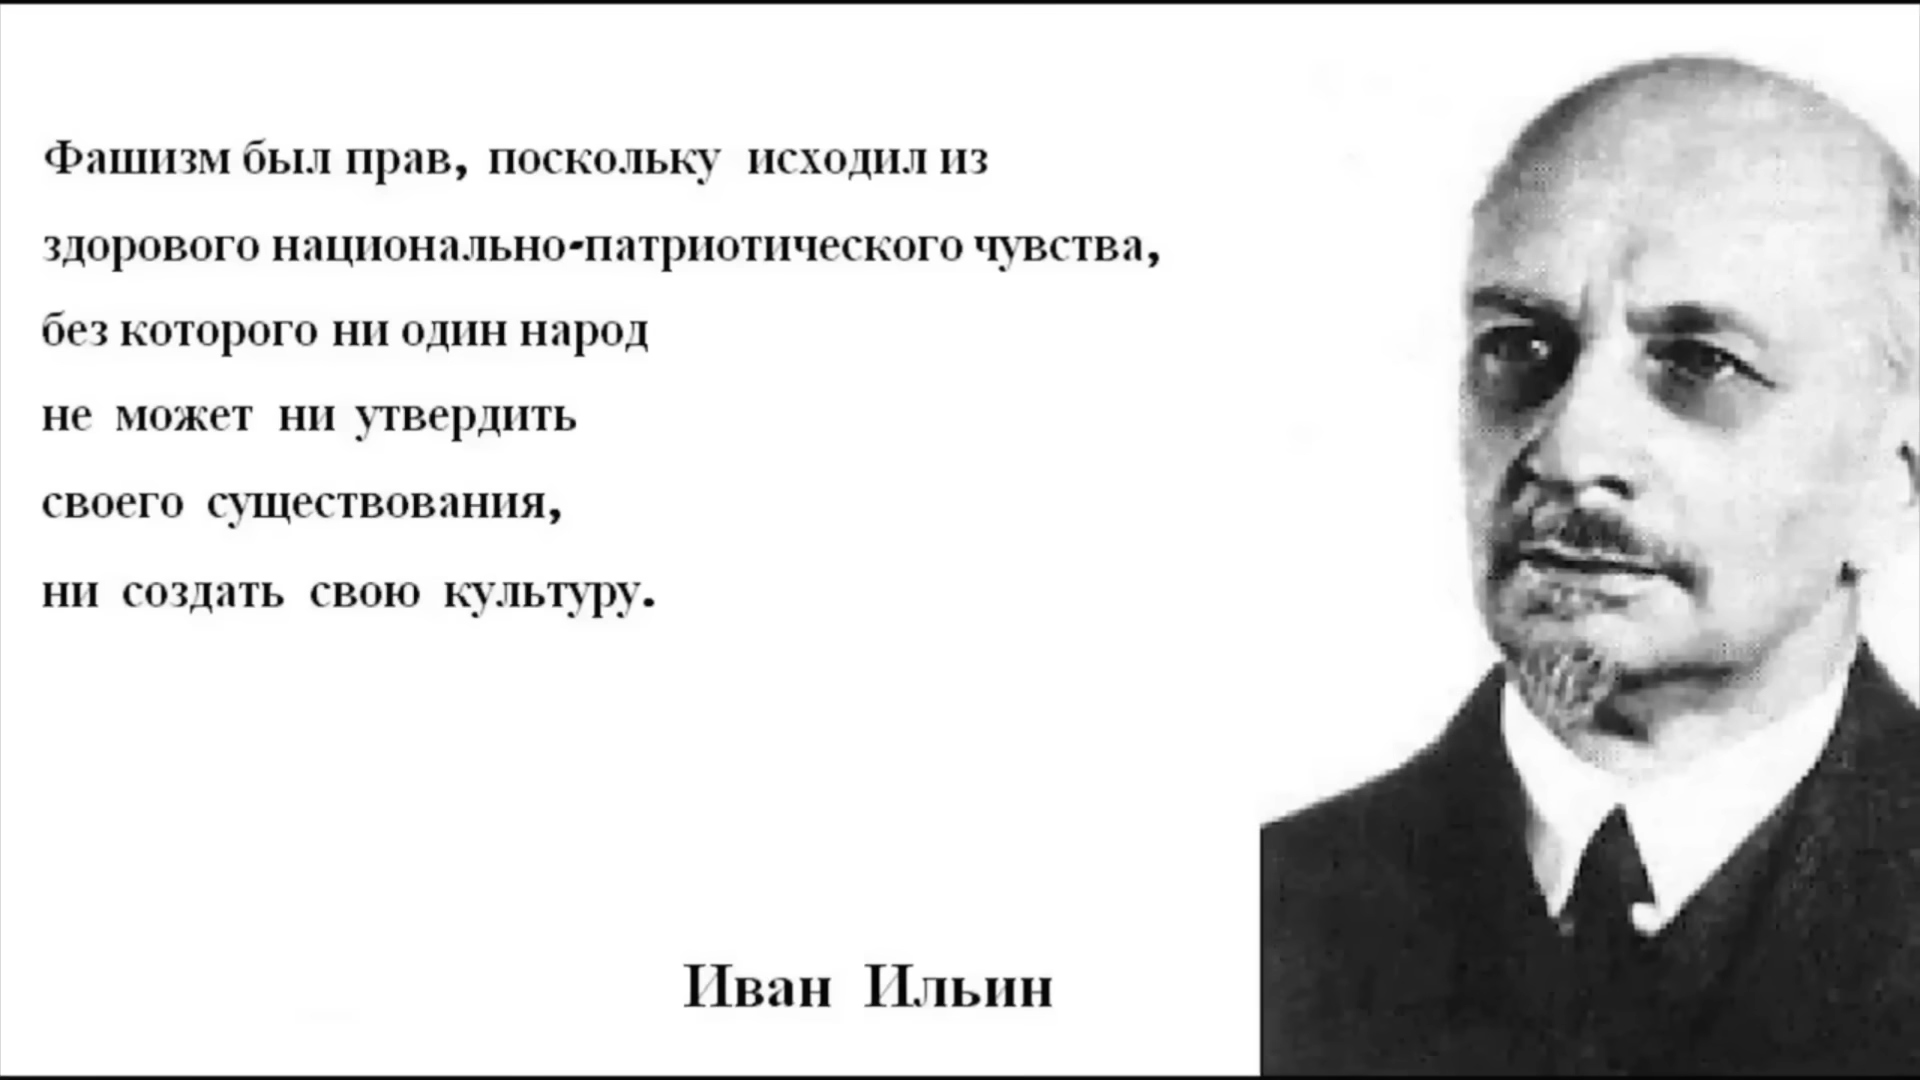 Фашизм был прав, поскольку исходил из
здорового национально-патриотического чувства,
без которого ни один народ
не может ни утвердить
своего существования,
ни создать свою культуру.
Иван Ильин